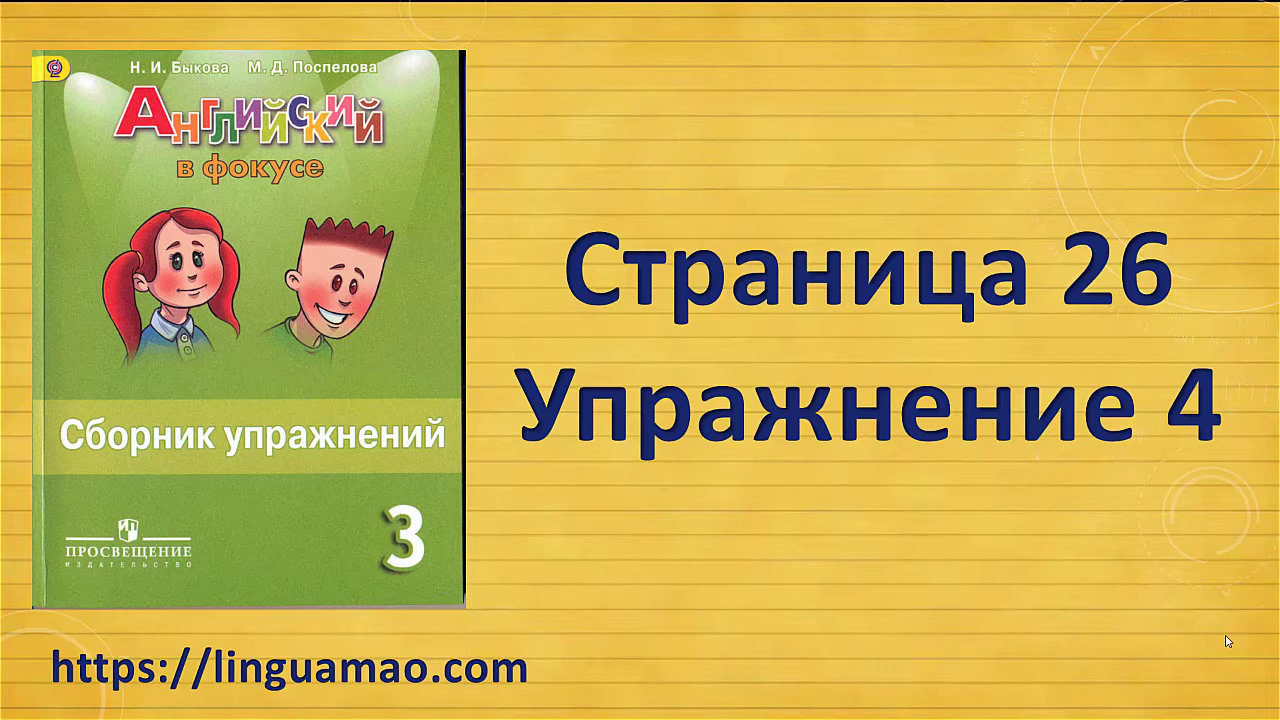 Н. И. Быкова М. Д. Поспелова
Английский
в фокусе
Сборник упражнений
3
ПРОСВЕЩЕНИЕ
ИЗДАТЕЛЬСТВО
Страница 26
Упражнение 4
https://linguamao.com